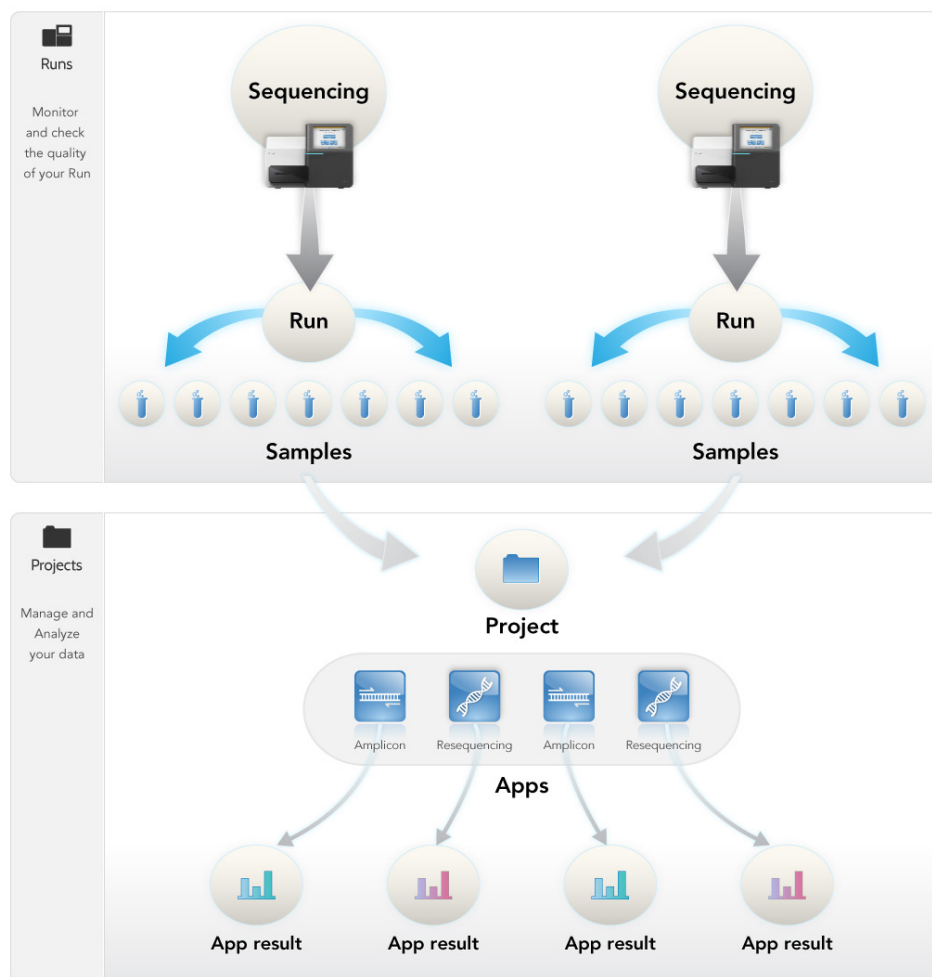 Runs
Monitor
and check
the quality
of your Run
Sequencing
Sequencing
Run
Run
Samples
Samples
Projects
Manage and
Analyze
your data
Project
Amplicon
Resequencing
Amplicon
Resequencing
Apps
App result
App result
App result
App result